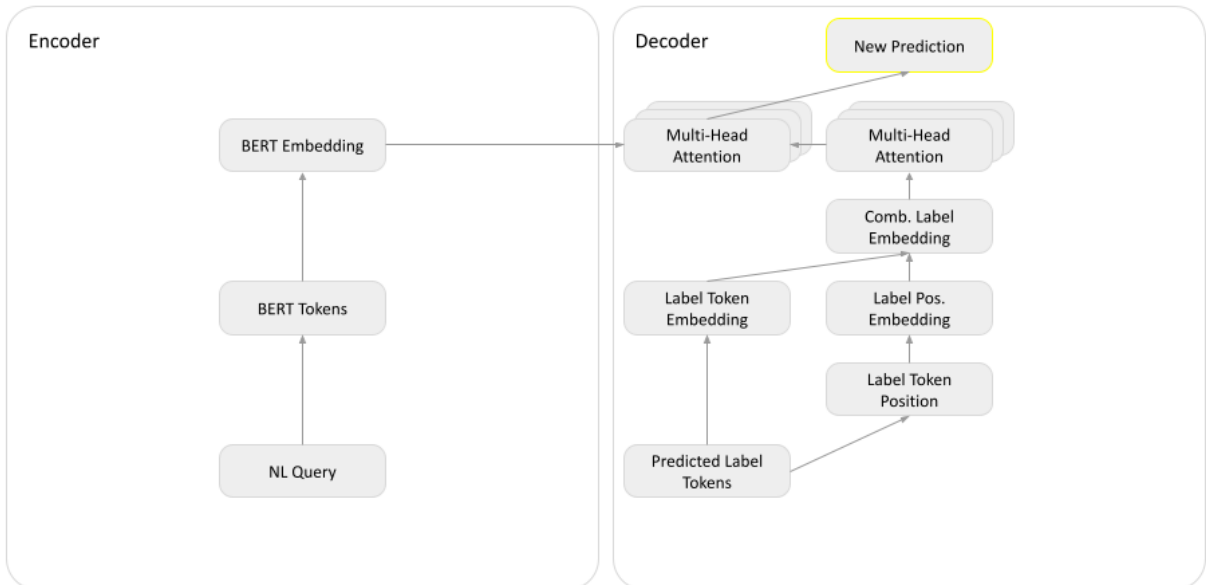 Encoder
BERT Embedding
BERT Tokens
NL Query
Decoder
New Prediction
Multi-Head
Attention
Multi-Head
Attention
Comb. Label
Embedding
Label Token
Embedding
Label Pos.
Embedding
Label Token
Position
Predicted Label
Tokens